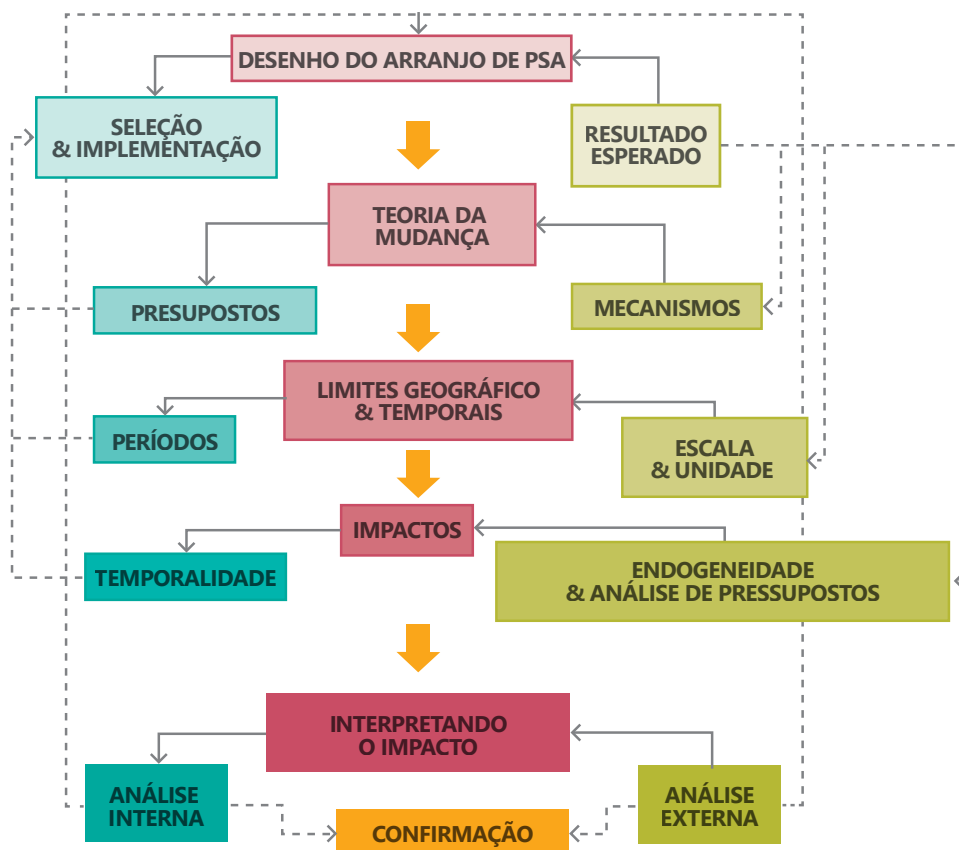 DESENHO DO ARRANJO DE PSA
SELEÇÃO
& IMPLEMENTAÇÃO
RESULTADO
ESPERADO
TEORIA DA
MUDANÇA
PRESUPOSTOS
MECANISMOS
LIMITES GEOGRÁFICO
& TEMPORAIS
PERÍODOS
ESCALA
& UNIDADE
IMPACTOS
TEMPORALIDADE
ENDOGENEIDADE
& ANÁLISE DE PRESSUPOSTOS
INTERPRETANDO
O IMPACTO
ANÁLISE
INTERNA
ANÁLISE
EXTERNA
CONFIRMAÇÃO